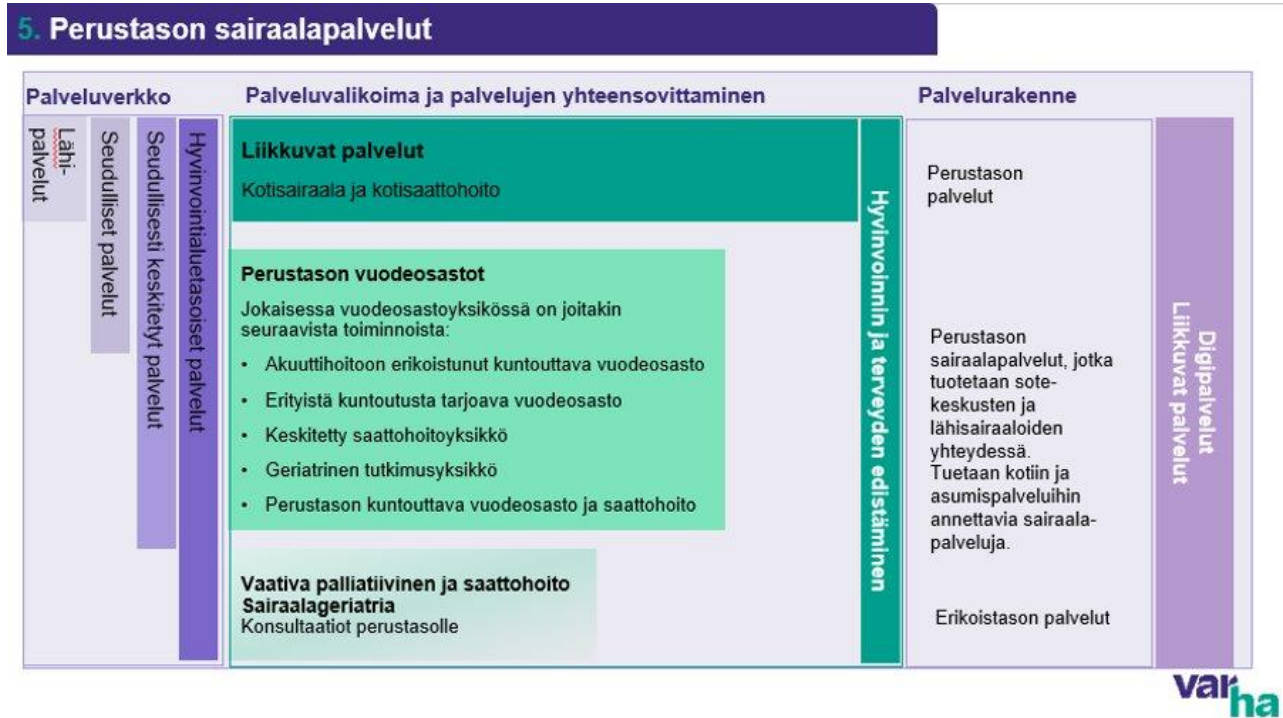 5. Perustason sairaalapalvelut
Palveluverkko
Palveluvalikoima ja palvelujen yhteensovittaminen
Palvelurakenne
Lähi-
palvelut
Seudulliset palvelut
Seudullisesti keskitetyt palvelut
Hyvinvointialuetasoiset palvelut
Liikkuvat palvelut
Kotisairaala ja kotisaattohoito
Perustason vuodeosastot
Jokaisessa vuodeosastoyksikössä on joitakin
seuraavista toiminnoista:
• Akuuttihoitoon erikoistunut kuntouttava vuodeosasto
• Erityistä kuntoutusta tarjoava vuodeosasto
• Keskitetty saattohoitoyksikkö
• Geriatrinen tutkimusyksikkö
• Perustason kuntouttava vuodeosasto ja saattohoito
Vaativa palliatiivinen ja saattohoito
Sairaalageriatria
Konsultaatiot perustasolle
Hyvinvoinnin ja terveyden edistäminen
Perustason
palvelut
Perustason
sairaalapalvelut, jotka
tuotetaan sote-
keskusten ja
lähisairaaloiden
yhteydessä.
Tuetaan kotiin ja
asumispalveluihin
annettavia sairaala-
palveluja.
Erikoistason palvelut
Digipalvelut
Liikkuvat palvelut
varha